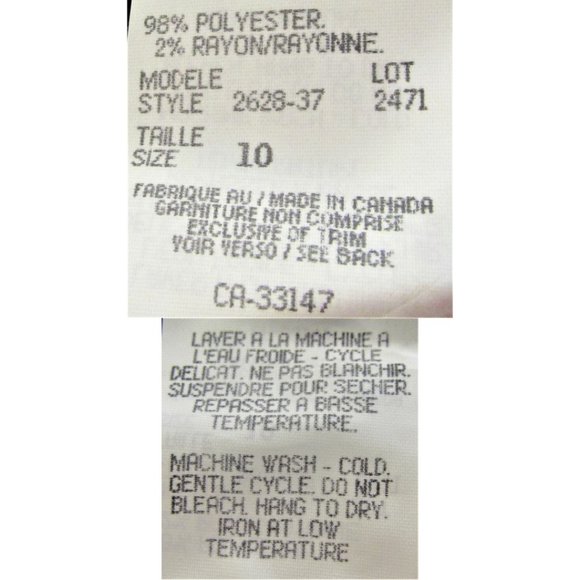 98% POLYESTER.
2% RAYON/RAYONNE.
MODELE LOT
STYLE 2628-37 2471
TAILLE
SIZE 10
FABRIQUE AU / MADE IN CANADA
GARNITURE NON COMPRISE
EXCLUSIVE OF TRIM
VOIR VERSO / SEE BACK
CA-33147
LAVER A LA MACHINE A
L'EAU FROIDE - CYCLE
DELICAT. NE PAS BLANCHIR.
SUSPENDRE POUR SECHER.
REPASSER A BASSE
TEMPERATURE.
MACHINE WASH - COLD.
GENTLE CYCLE. DO NOT
BLEACH. HANG TO DRY.
IRON AT LOW
TEMPERATURE